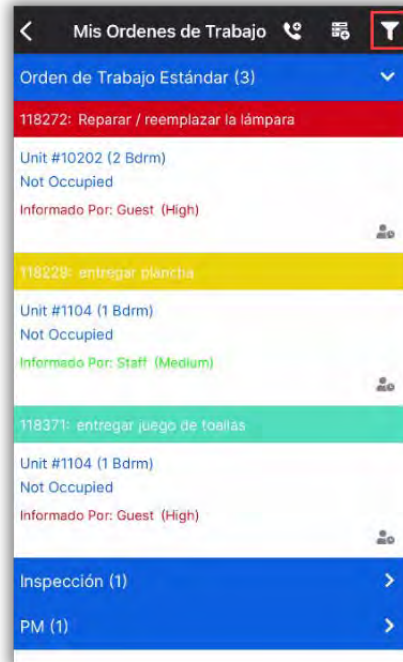 Mis Ordenes de Trabajo
Orden de Trabajo Estándar (3)
118272: Reparar / reemplazar la lámpara
Unit #10202 (2 Bdrm)
Not Occupied
Informado Por: Guest (High)
118229: entregar plancha
Unit #1104 (1 Bdrm)
Not Occupied
Informado Por: Staff (Medium)
118371: entregar juego de toallas
Unit #1104 (1 Bdrm)
Not Occupied
Informado Por: Guest (High)
Inspección (1)
PM (1)